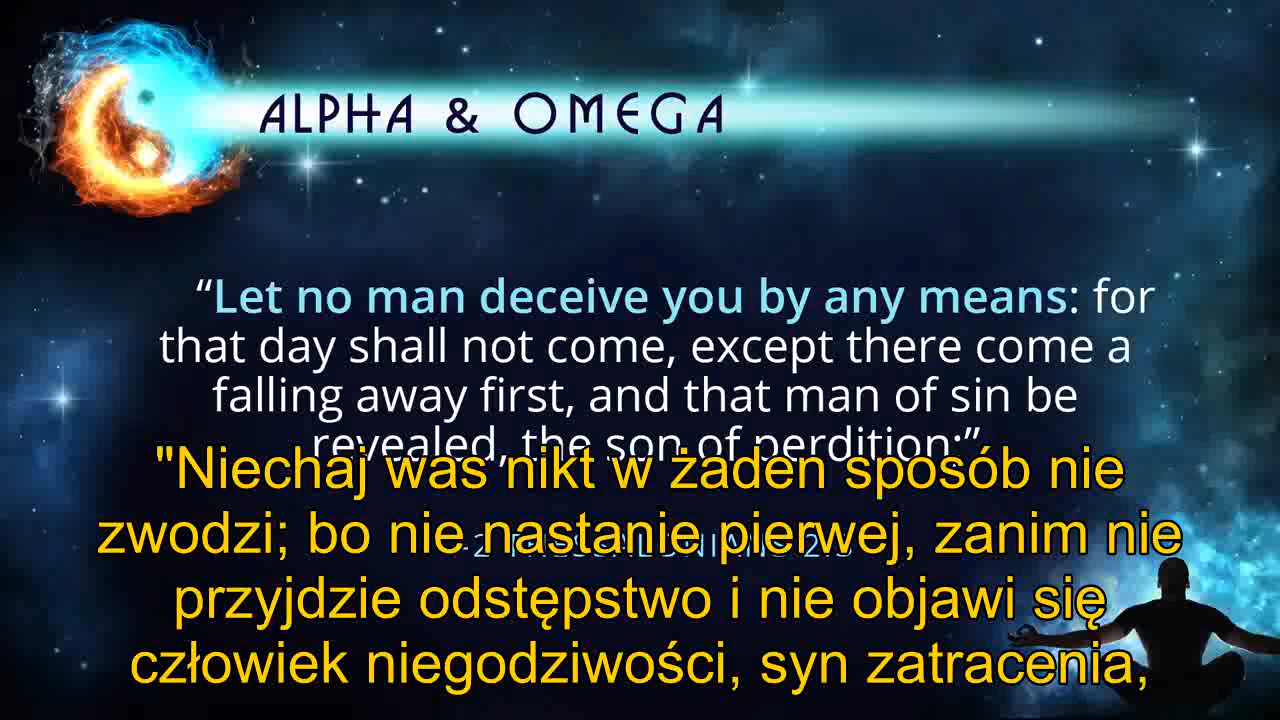 ALPHA & OMEGA
“Let no man deceive you by any means: for
that day shall not come, except there come a
falling away first, and that man of sin be
revealed, the son of perdition;”
"Niechaj was nikt w żaden sposób nie
zwodzi; bo nie nastanie pierwej, zanim nie
przyjdzie odstępstwo i nie objawi się
człowiek niegodziwości, syn zatracenia,